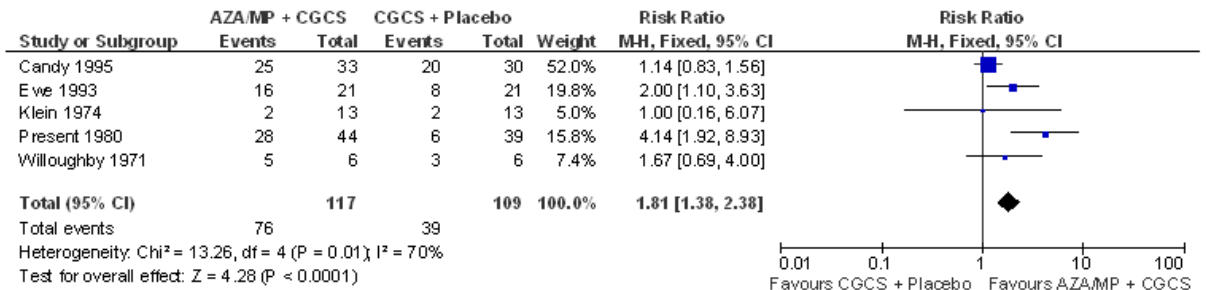 AZA/MP + CGCS CGCS + Placebo Risk Ratio Risk Ratio
Study or Subgroup Events Total Events Total Weight M-H, Fixed, 95% CI M-H, Fixed, 95% CI
Candy 1995 25 33 20 30 52.0% 1.14 [0.83, 1.56]
Ewe 1993 16 21 8 21 19.8% 2.00 [1.10, 3.63]
Klein 1974 2 13 2 13 5.0% 1.00 [0.16, 6.07]
Present 1980 28 44 6 39 15.8% 4.14 [1.92, 8.93]
Willoughby 1971 5 6 3 6 7.4% 1.67 [0.69, 4.00]
Total (95% CI) 117 109 100.0% 1.81 [1.38, 2.38]
Total events 76 39
Heterogeneity: Chi² = 13.26, df = 4 (P = 0.01); I² = 70%
Test for overall effect: Z = 4.28 (P < 0.0001)
0.01 0.1 1 10 100
Favours CGCS + Placebo Favours AZA/MP + CGCS